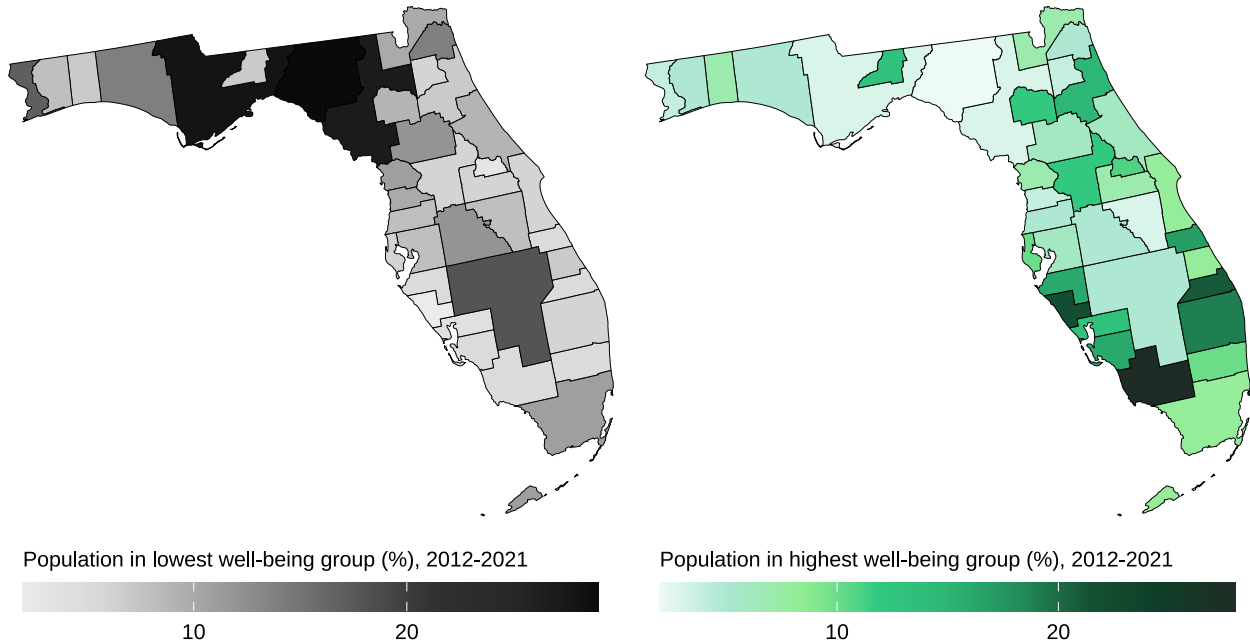 Population in lowest well-being group (%), 2012-2021
10 20
Population in highest well-being group (%), 2012-2021
10 20